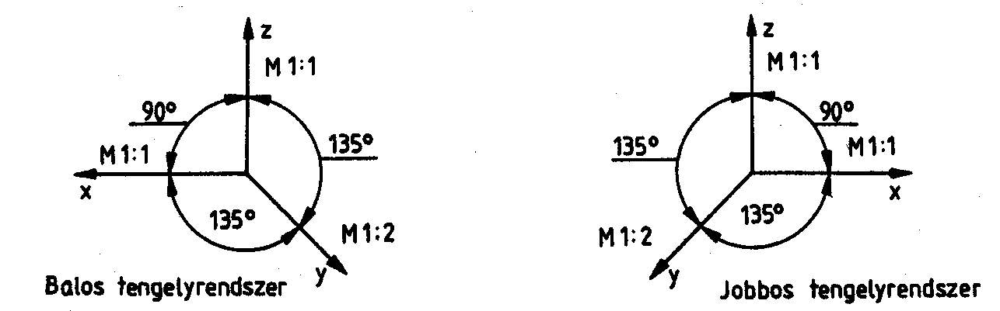 z
M 1:1
90°
M 1:1
135°
x
135°
M 1:2
y
Balos tengelyrendszer
z
M 1:1
90°
135°
M 1:1
x
135°
M 1:2
y
Jobbos tengelyrendszer